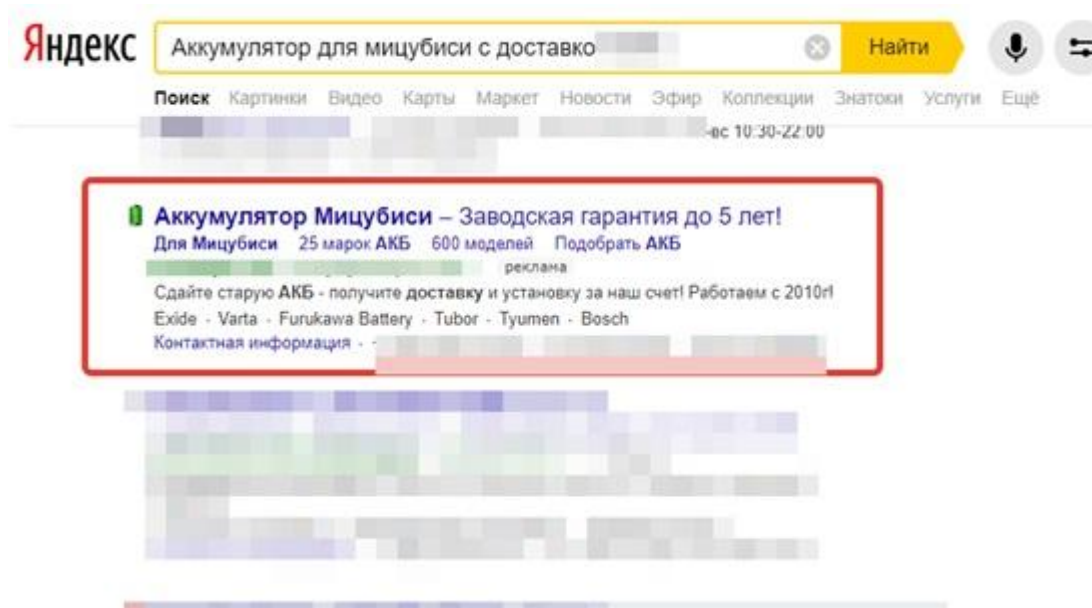 Яндекс
Аккумулятор для мицубиси с доставко
Найти
Поиск Картинки Видео Карты Маркет Новости Эфир Коллекции Знатоки Услуги Ещё
-вс 10:30-22:00
Аккумулятор Мицубиси – Заводская гарантия до 5 лет!
Для Мицубиси 25 марок АКБ 600 моделей Подобрать АКБ
реклама
Сдайте старую АКБ - получите доставку и установку за наш счет! Работаем с 2010г!
Exide · Varta · Furukawa Battery · Tubor · Tyumen · Bosch
Контактная информация ·